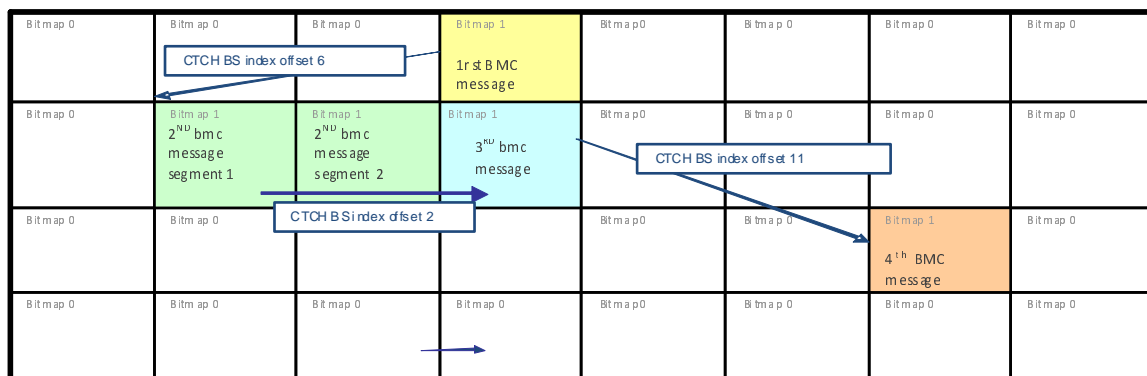 Bitmap 0 Bitmap 0 Bitmap 0 Bitmap 1 Bitmap 0 Bitmap 0 Bitmap 0 Bitmap 0
CTCH BS index offset 6
1rst BMC
message
Bitmap 0 Bitmap 1 Bitmap 1 Bitmap 1 Bitmap 0 Bitmap 0 Bitmap 0 Bitmap 0
2ND bmc
message
segment 1
2ND bmc
message
segment 2
3RD bmc
message
CTCH BS index offset 11
CTCH BS index offset 2
Bitmap 0 Bitmap 0 Bitmap 0 Bitmap 0 Bitmap 0 Bitmap 0 Bitmap 1 Bitmap 0
4th BMC
message
Bitmap 0 Bitmap 0 Bitmap 0 Bitmap 0 Bitmap 0 Bitmap 0 Bitmap 0 Bitmap 0